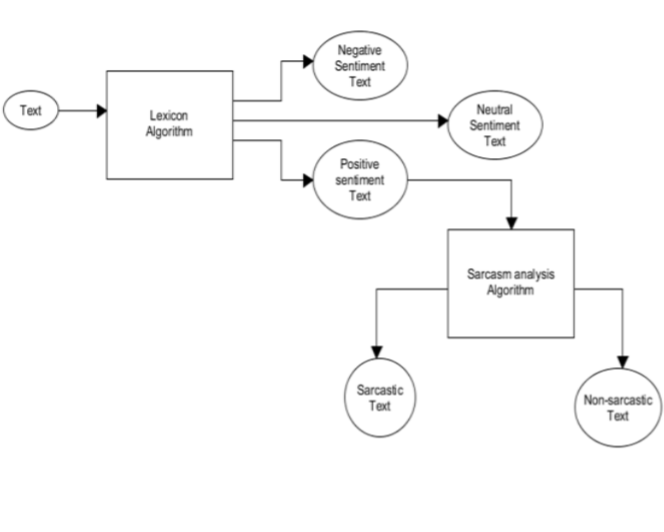 Text
Lexicon
Algorithm
Negative
Sentiment
Text
Neutral
Sentiment
Text
Positive
sentiment
Text
Sarcasm analysis
Algorithm
Sarcastic
Text
Non-sarcastic
Text